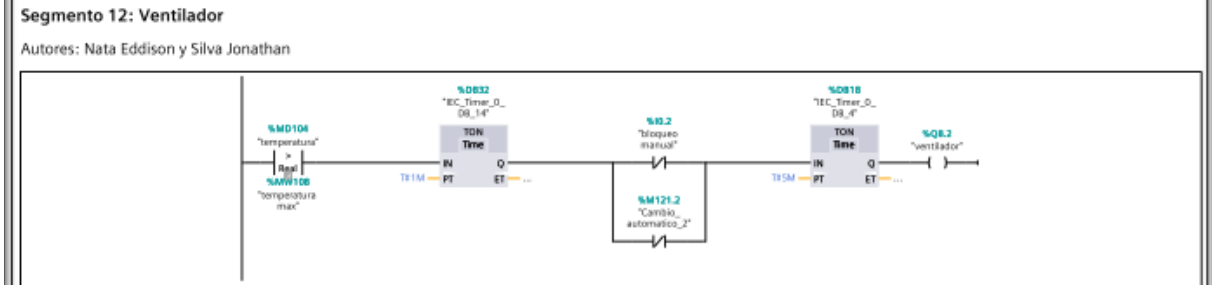 Segmento 12: Ventilador
Autores: Nata Eddison y Silva Jonathan
%MD104
"temperatura"
>
Real
%MW108
"temperatura
max"
%DB32
"IEC_Timer_0_
DB_14"
TON
Time
IN Q
T#1M PT ET ...
%I0.2
"bloqueo
manual"
%M121.2
"Cambio_
automatico_2"
%DB18
"IEC_Timer_0_
DB_4"
TON
Time
IN Q
T#5M PT ET ...
%Q8.2
"ventilador"